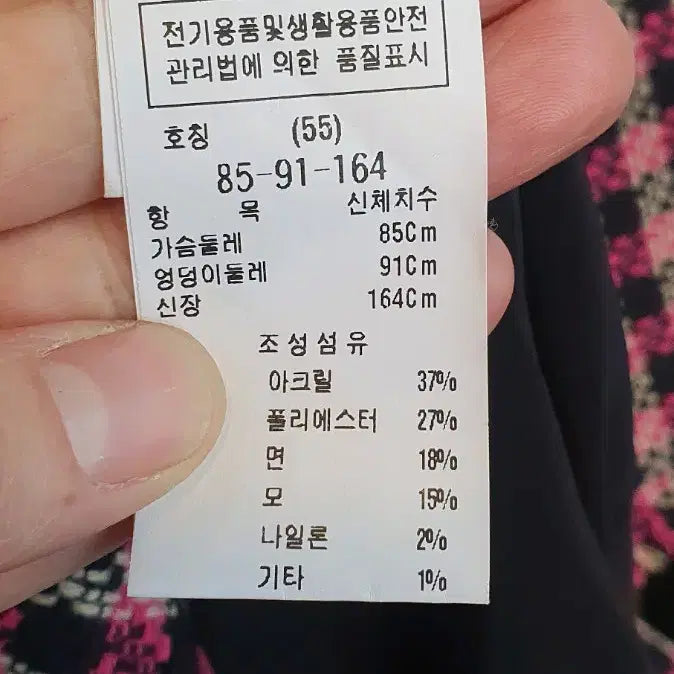 전기용품및생활용품안전
관리법에 의한 품질표시
호칭 (55)
85-91-164
항 목 신체치수
가슴둘레 85Cm
엉덩이둘레 91Cm
신장 164Cm
조성섬유
아크릴 37%
폴리에스터 27%
면 18%
모 15%
나일론 2%
기타 1%